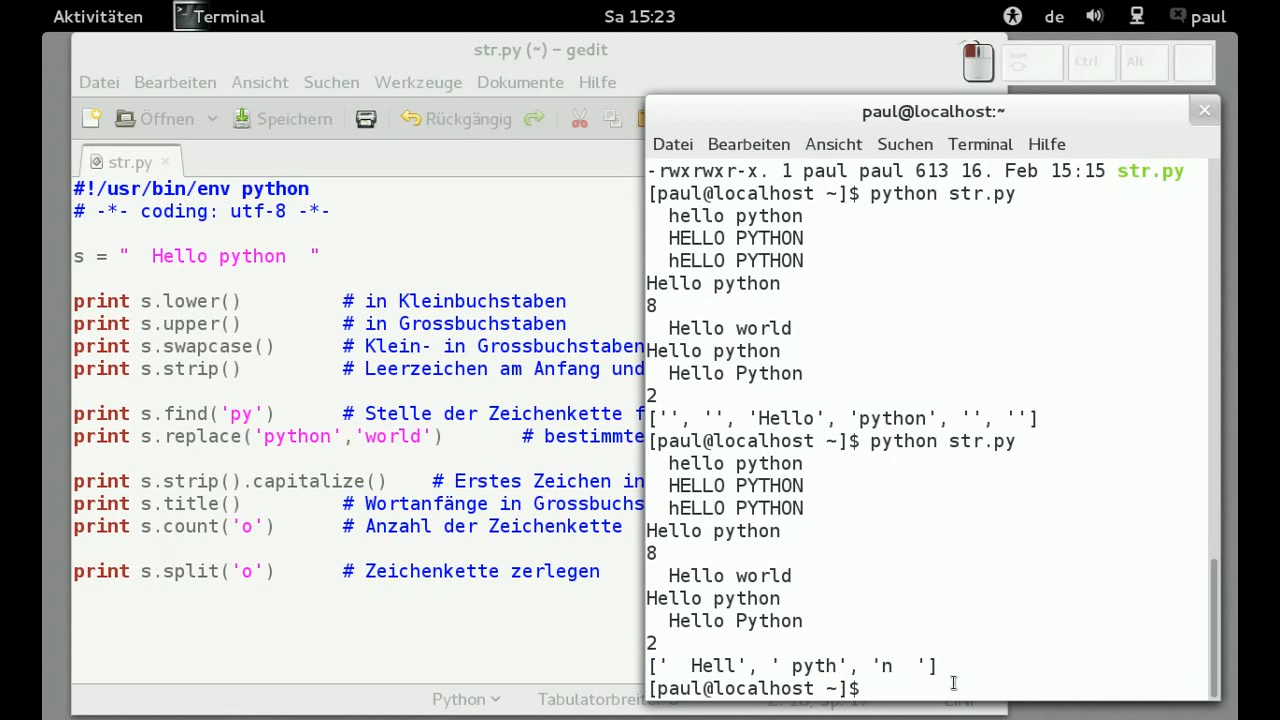 Aktivitäten Terminal Sa 15:23 de paul
str.py (~) – gedit
Datei Bearbeiten Ansicht Suchen Werkzeuge Dokumente Hilfe
Ctrl Alt
Öffnen Speichern Rückgängig
str.py
#!/usr/bin/env python
# -*- coding: utf-8 -*-
s = "  Hello python  "
print s.lower()         # in Kleinbuchstaben
print s.upper()         # in Grossbuchstaben
print s.swapcase()      # Klein- in Grossbuchstaben
print s.strip()         # Leerzeichen am Anfang und
print s.find('py')      # Stelle der Zeichenkette f
print s.replace('python','world')       # bestimmte
print s.strip().capitalize()    # Erstes Zeichen in
print s.title()         # Wortanfänge in Grossbuchs
print s.count('o')      # Anzahl der Zeichenkette
print s.split('o')      # Zeichenkette zerlegen
Python Tabulatorbreite
paul@localhost:~
Datei Bearbeiten Ansicht Suchen Terminal Hilfe
-rwxrwxr-x. 1 paul paul 613 16. Feb 15:15 str.py
[paul@localhost ~]$ python str.py
  hello python
  HELLO PYTHON
  hELLO PYTHON
Hello python
8
  Hello world
Hello python
  Hello Python
2
['', '', 'Hello', 'python', '', '']
[paul@localhost ~]$ python str.py
  hello python
  HELLO PYTHON
  hELLO PYTHON
Hello python
8
  Hello world
Hello python
  Hello Python
2
['  Hell', ' pyth', 'n  ']
[paul@localhost ~]$